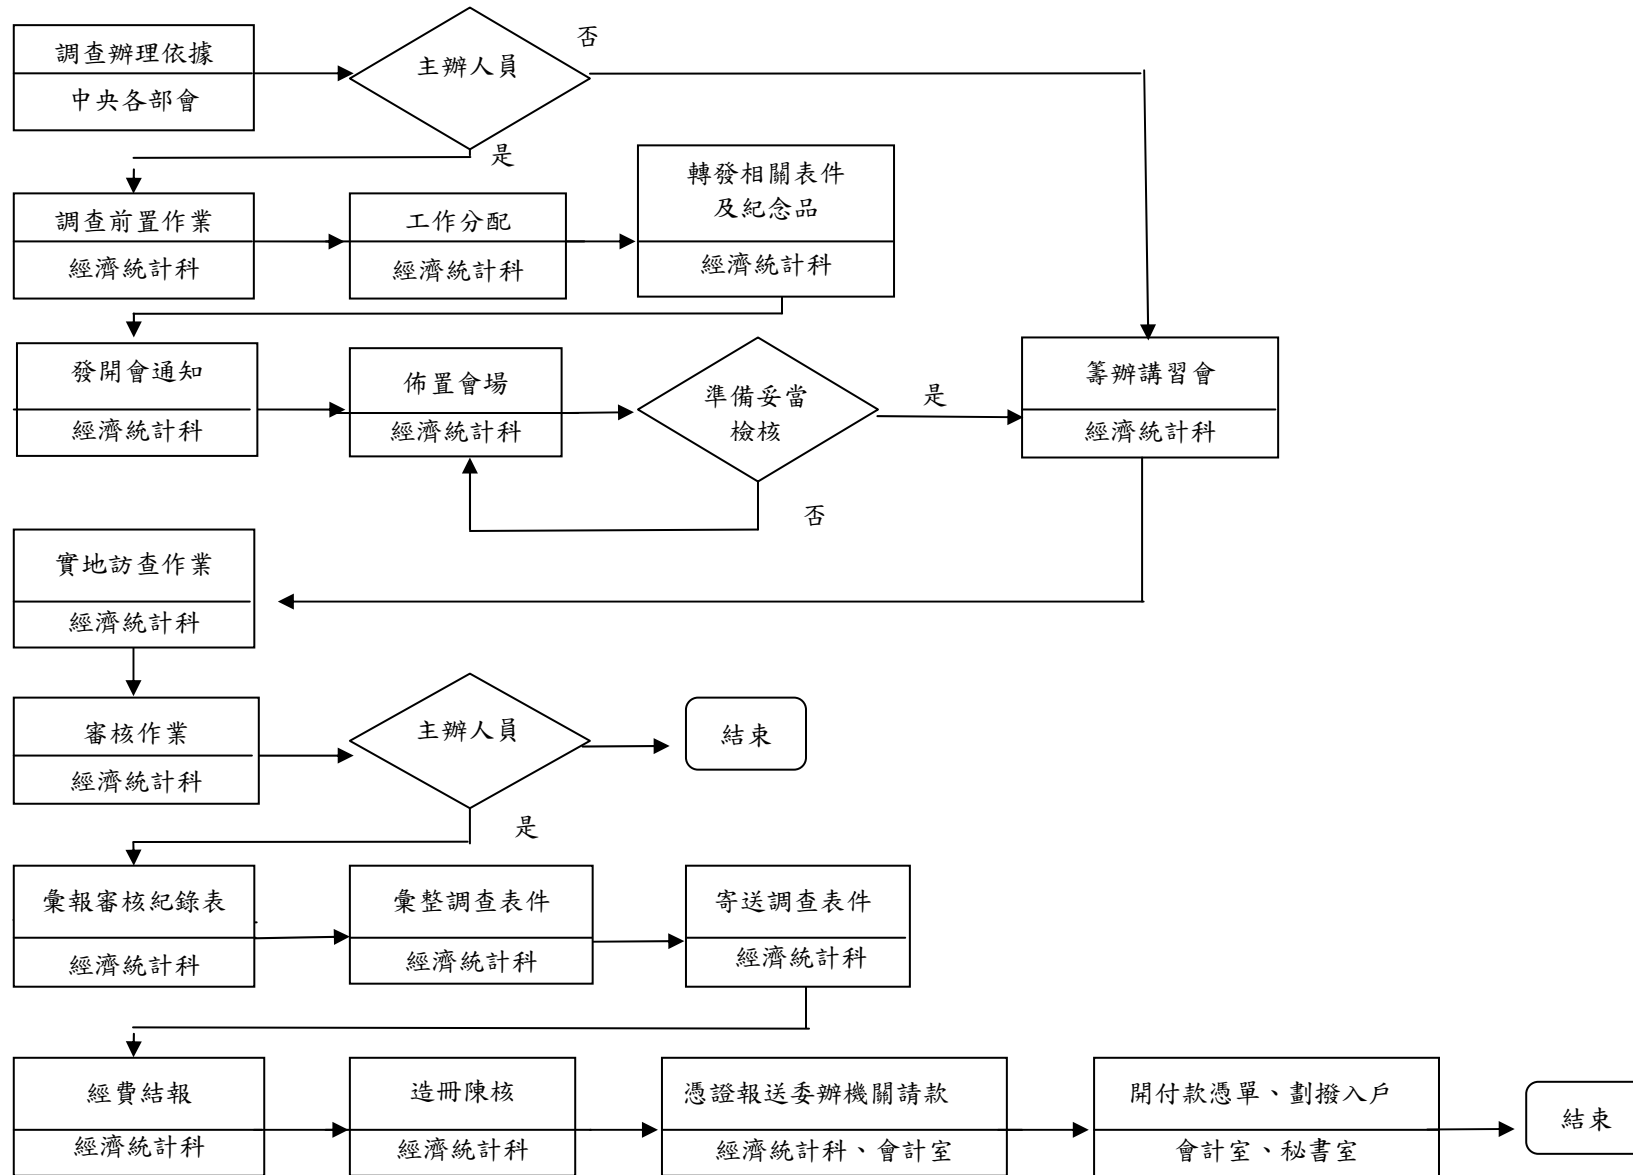 調查辦理依據
中央各部會
主辦人員
否
是
調查前置作業
經濟統計科
工作分配
經濟統計科
轉發相關表件
及紀念品
經濟統計科
發開會通知
經濟統計科
佈置會場
經濟統計科
準備妥當
檢核
是
否
籌辦講習會
經濟統計科
實地訪查作業
經濟統計科
審核作業
經濟統計科
主辦人員
結束
是
彙報審核紀錄表
經濟統計科
彙整調查表件
經濟統計科
寄送調查表件
經濟統計科
經費結報
經濟統計科
造冊陳核
經濟統計科
憑證報送委辦機關請款
經濟統計科、會計室
開付款憑單、劃撥入戶
會計室、秘書室
結束